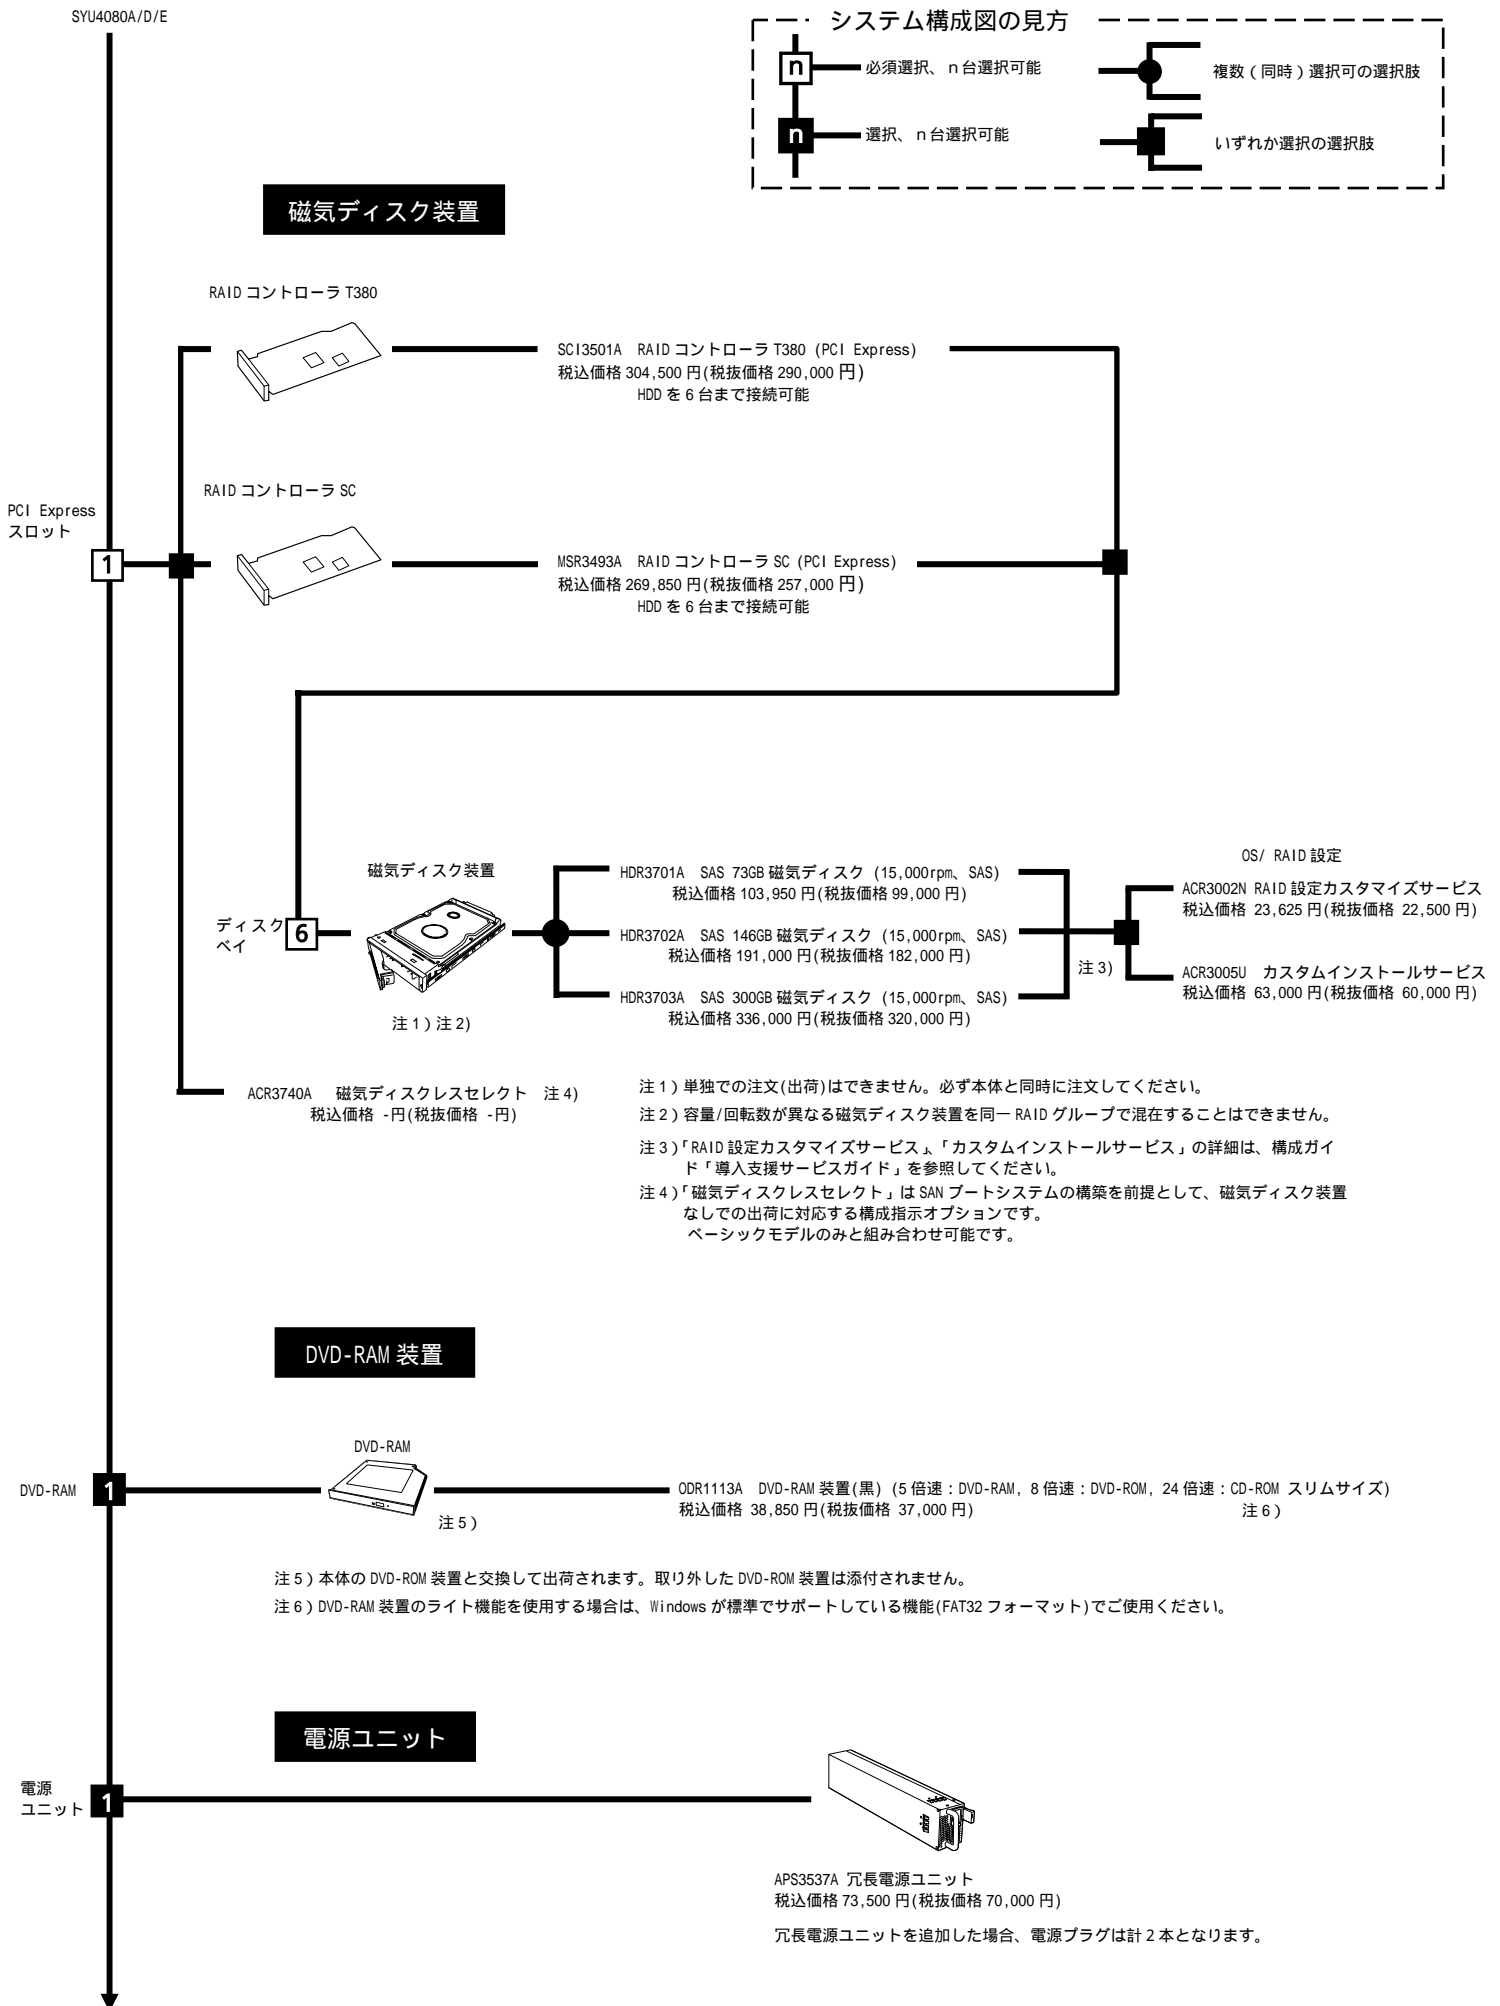 SYU4080A/D/E
システム構成図の見方
n
必須選択、n台選択可能
複数(同時)選択可の選択肢
n
選択、n台選択可能
いずれか選択の選択肢
磁気ディスク装置
RAID コントローラ T380
SCI3501A RAID コントローラ T380 (PCI Express)
税込価格 304,500 円(税抜価格 290,000 円)
HDD を 6 台まで接続可能
RAID コントローラ SC
PCI Express
スロット
1
MSR3493A RAID コントローラ SC (PCI Express)
税込価格 269,850 円(税抜価格 257,000 円)
HDD を 6 台まで接続可能
磁気ディスク装置
ディスク
ベイ
6
注 1)注 2)
HDR3701A SAS 73GB 磁気ディスク (15,000rpm、SAS)
税込価格 103,950 円(税抜価格 99,000 円)
HDR3702A SAS 146GB 磁気ディスク (15,000rpm、SAS)
税込価格 191,000 円(税抜価格 182,000 円)
HDR3703A SAS 300GB 磁気ディスク (15,000rpm、SAS)
税込価格 336,000 円(税抜価格 320,000 円)
注 3)
OS/ RAID 設定
ACR3002N RAID 設定カスタマイズサービス
税込価格 23,625 円(税抜価格 22,500 円)
ACR3005U カスタムインストールサービス
税込価格 63,000 円(税抜価格 60,000 円)
ACR3740A 磁気ディスクレスセレクト 注 4)
税込価格 -円(税抜価格 -円)
注 1)単独での注文(出荷)はできません。必ず本体と同時に注文してください。
注 2)容量/回転数が異なる磁気ディスク装置を同一 RAID グループで混在することはできません。
注 3)「RAID 設定カスタマイズサービス」、「カスタムインストールサービス」の詳細は、構成ガイ
ド「導入支援サービスガイド」を参照してください。
注 4)「磁気ディスクレスセレクト」は SAN ブートシステムの構築を前提として、磁気ディスク装置
なしでの出荷に対応する構成指示オプションです。
ベーシックモデルのみと組み合わせ可能です。
DVD-RAM 装置
DVD-RAM
DVD-RAM
1
注 5)
ODR1113A DVD-RAM 装置(黒) (5 倍速:DVD-RAM, 8 倍速:DVD-ROM, 24 倍速:CD-ROM スリムサイズ)
税込価格 38,850 円(税抜価格 37,000 円) 注 6)
注 5)本体の DVD-ROM 装置と交換して出荷されます。取り外した DVD-ROM 装置は添付されません。
注 6)DVD-RAM 装置のライト機能を使用する場合は、Windows が標準でサポートしている機能(FAT32 フォーマット)でご使用ください。
電源ユニット
電源
ユニット
1
APS3537A 冗長電源ユニット
税込価格 73,500 円(税抜価格 70,000 円)
冗長電源ユニットを追加した場合、電源プラグは計 2 本となります。